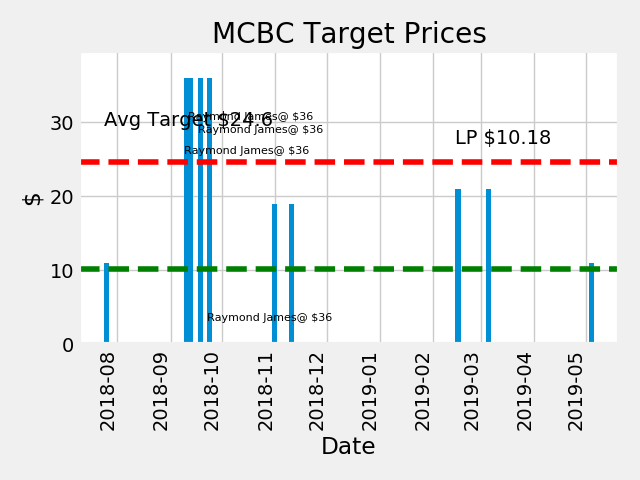 MCBC Target Prices
Raymond James@ $36
Avg Target $24.6
Raymond James@ $36
LP $10.18
Raymond James@ $36
Raymond James@ $36
$
30
20
10
0
2018-08
2018-09
2018-10
2018-11
2018-12
2019-01
2019-02
2019-03
2019-04
2019-05
Date